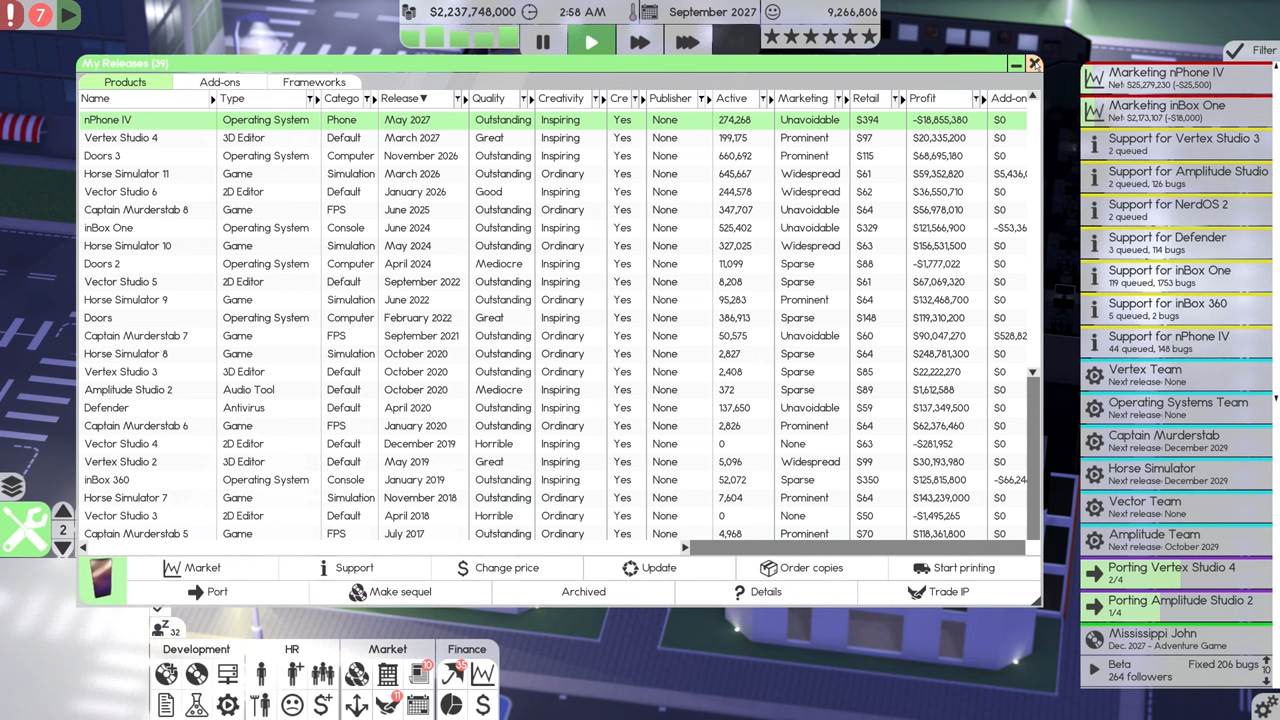 7
$2,237,748,000
2:58 AM
September 2027
9,266,806
My Releases (39)
Products
Add-ons
Frameworks
Name Type Catego Release Quality Creativity Cre Publisher Active Marketing Retail Profit Add-on
nPhone IV Operating System Phone May 2027 Outstanding Inspiring Yes None 274,268 Unavoidable $394 -$18,855,380 $0
Vertex Studio 4 3D Editor Default March 2027 Great Inspiring Yes None 199,175 Prominent $97 $20,335,200 $0
Doors 3 Operating System Computer November 2026 Outstanding Inspiring Yes None 660,692 Prominent $115 $68,695,180 $0
Horse Simulator 11 Game Simulation March 2026 Outstanding Ordinary Yes None 645,667 Widespread $61 $59,352,820 $5,436,0
Vector Studio 6 2D Editor Default January 2026 Good Inspiring Yes None 244,578 Widespread $62 $36,550,710 $0
Captain Murderstab 8 Game FPS June 2025 Outstanding Ordinary Yes None 347,707 Unavoidable $64 $56,978,010 $0
inBox One Operating System Console June 2024 Outstanding Inspiring Yes None 525,402 Unavoidable $329 $121,566,900 -$53,36
Horse Simulator 10 Game Simulation May 2024 Outstanding Ordinary Yes None 327,025 Widespread $63 $156,531,500 $0
Doors 2 Operating System Computer April 2024 Mediocre Inspiring Yes None 11,099 Sparse $88 -$1,777,022 $0
Vector Studio 5 2D Editor Default September 2022 Outstanding Inspiring Yes None 8,208 Sparse $61 $67,069,320 $0
Horse Simulator 9 Game Simulation June 2022 Outstanding Ordinary Yes None 95,283 Prominent $64 $132,468,700 $0
Doors Operating System Computer February 2022 Great Inspiring Yes None 386,913 Sparse $148 $119,310,200 $0
Captain Murderstab 7 Game FPS September 2021 Outstanding Ordinary Yes None 50,575 Unavoidable $60 $90,047,270 $528,82
Horse Simulator 8 Game Simulation October 2020 Outstanding Ordinary Yes None 2,827 Sparse $64 $248,781,300 $0
Vertex Studio 3 3D Editor Default October 2020 Outstanding Inspiring Yes None 2,408 Sparse $85 $22,222,270 $0
Amplitude Studio 2 Audio Tool Default October 2020 Mediocre Inspiring Yes None 372 Sparse $89 $1,612,588 $0
Defender Antivirus Default April 2020 Outstanding Inspiring Yes None 137,650 Unavoidable $59 $137,349,500 $0
Captain Murderstab 6 Game FPS January 2020 Outstanding Ordinary Yes None 2,826 Prominent $64 $62,376,460 $0
Vector Studio 4 2D Editor Default December 2019 Horrible Inspiring Yes None 0 None $63 -$281,952 $0
Vertex Studio 2 3D Editor Default May 2019 Great Inspiring Yes None 5,096 Widespread $99 $30,193,980 $0
inBox 360 Operating System Console January 2019 Outstanding Inspiring Yes None 52,072 Unavoidable $350 $125,815,800 -$66,24
Horse Simulator 7 Game Simulation November 2018 Outstanding Ordinary Yes None 7,604 Prominent $64 $143,239,000 $0
Vector Studio 3 2D Editor Default April 2018 Horrible Inspiring Yes None 0 None $50 -$1,495,265 $0
Captain Murderstab 5 Game FPS July 2017 Outstanding Ordinary Yes None 4,968 Prominent $70 $118,361,800 $0
Market
Support
Change price
Update
Order copies
Start printing
Port
Make sequel
Archived
Details
Trade IP
Filter
Marketing nPhone IV
Net: $25,279,230 (-$25,500)
Marketing inBox One
Net: $2,173,107 (-$18,000)
Support for Vertex Studio 3
2 queued
Support for Amplitude Studio
2 queued, 126 bugs
Support for NerdOS 2
2 queued
Support for Defender
3 queued, 114 bugs
Support for inBox One
119 queued, 1753 bugs
Support for inBox 360
5 queued, 2 bugs
Support for nPhone IV
44 queued, 148 bugs
Vertex Team
Next release: None
Operating Systems Team
Next release: None
Captain Murderstab
Next release: December 2029
Horse Simulator
Next release: December 2029
Vector Team
Next release: None
Amplitude Team
Next release: October 2029
Porting Vertex Studio 4
2/4
Porting Amplitude Studio 2
1/4
Mississippi John
Dec. 2027 - Adventure Game
Beta Fixed 206 bugs
264 followers
10
2
Z 32
Development
HR
Market
Finance
10
35
11